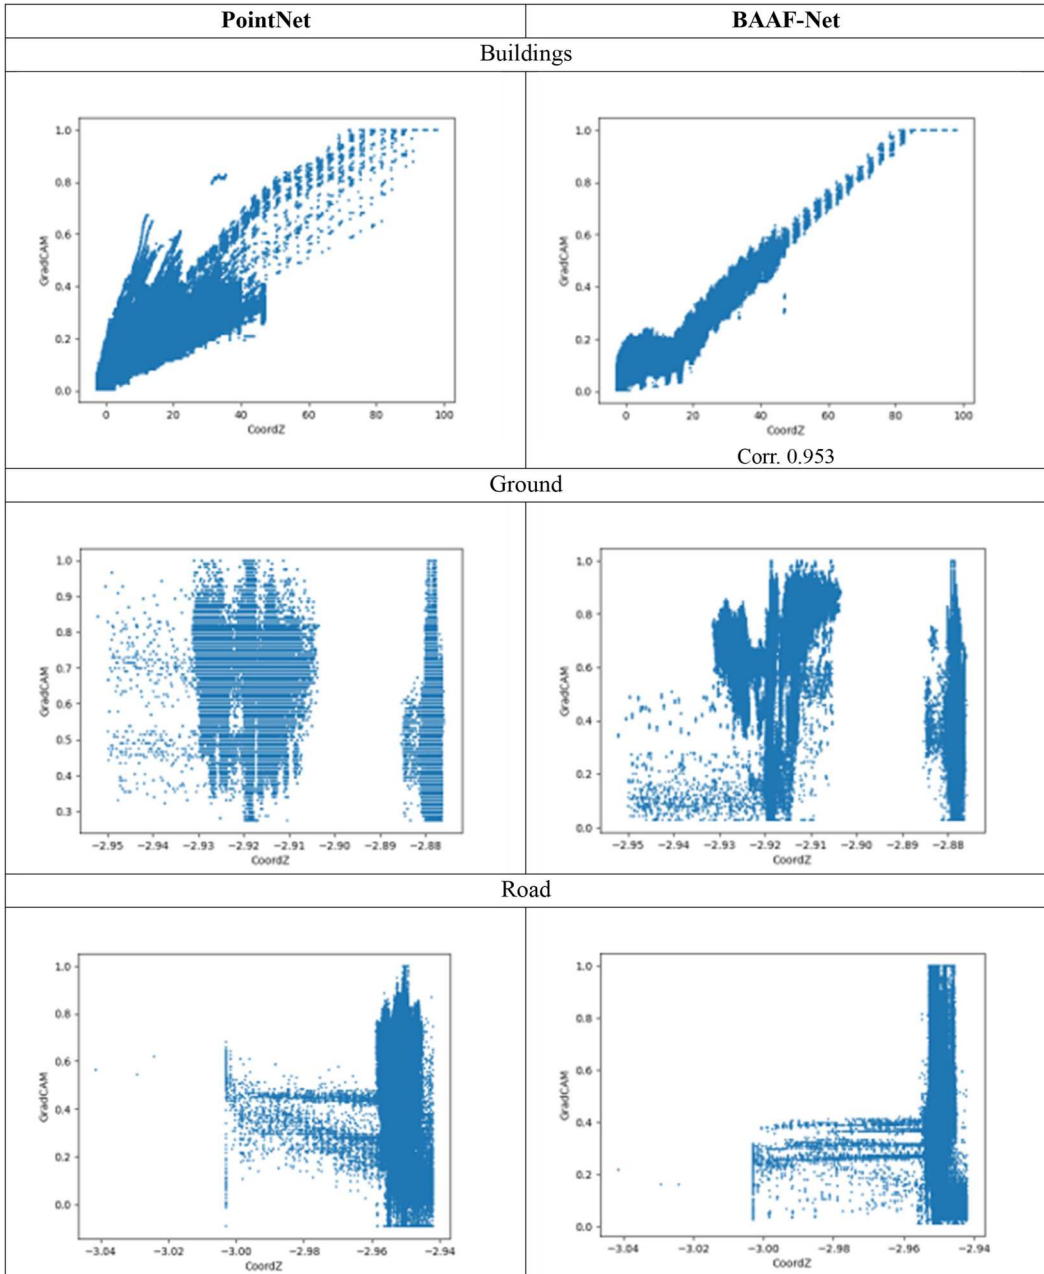 PointNet BAAF-Net
Buildings
1.0 0.8 0.6 0.4 0.2 0.0
GradCAM
0 20 40 60 80 100
CoordZ
1.0 0.8 0.6 0.4 0.2 0.0
GradCAM
0 20 40 60 80 100
CoordZ
Corr. 0.953
Ground
1.0 0.9 0.8 0.7 0.6 0.5 0.4 0.3
GradCAM
−2.95 −2.94 −2.93 −2.92 −2.91 −2.90 −2.89 −2.88
CoordZ
1.0 0.8 0.6 0.4 0.2 0.0
GradCAM
−2.95 −2.94 −2.93 −2.92 −2.91 −2.90 −2.89 −2.88
CoordZ
Road
1.0 0.8 0.6 0.4 0.2 0.0
GradCAM
−3.04 −3.02 −3.00 −2.98 −2.96 −2.94
CoordZ
1.0 0.8 0.6 0.4 0.2 0.0
GradCAM
−3.04 −3.02 −3.00 −2.98 −2.96 −2.94
CoordZ